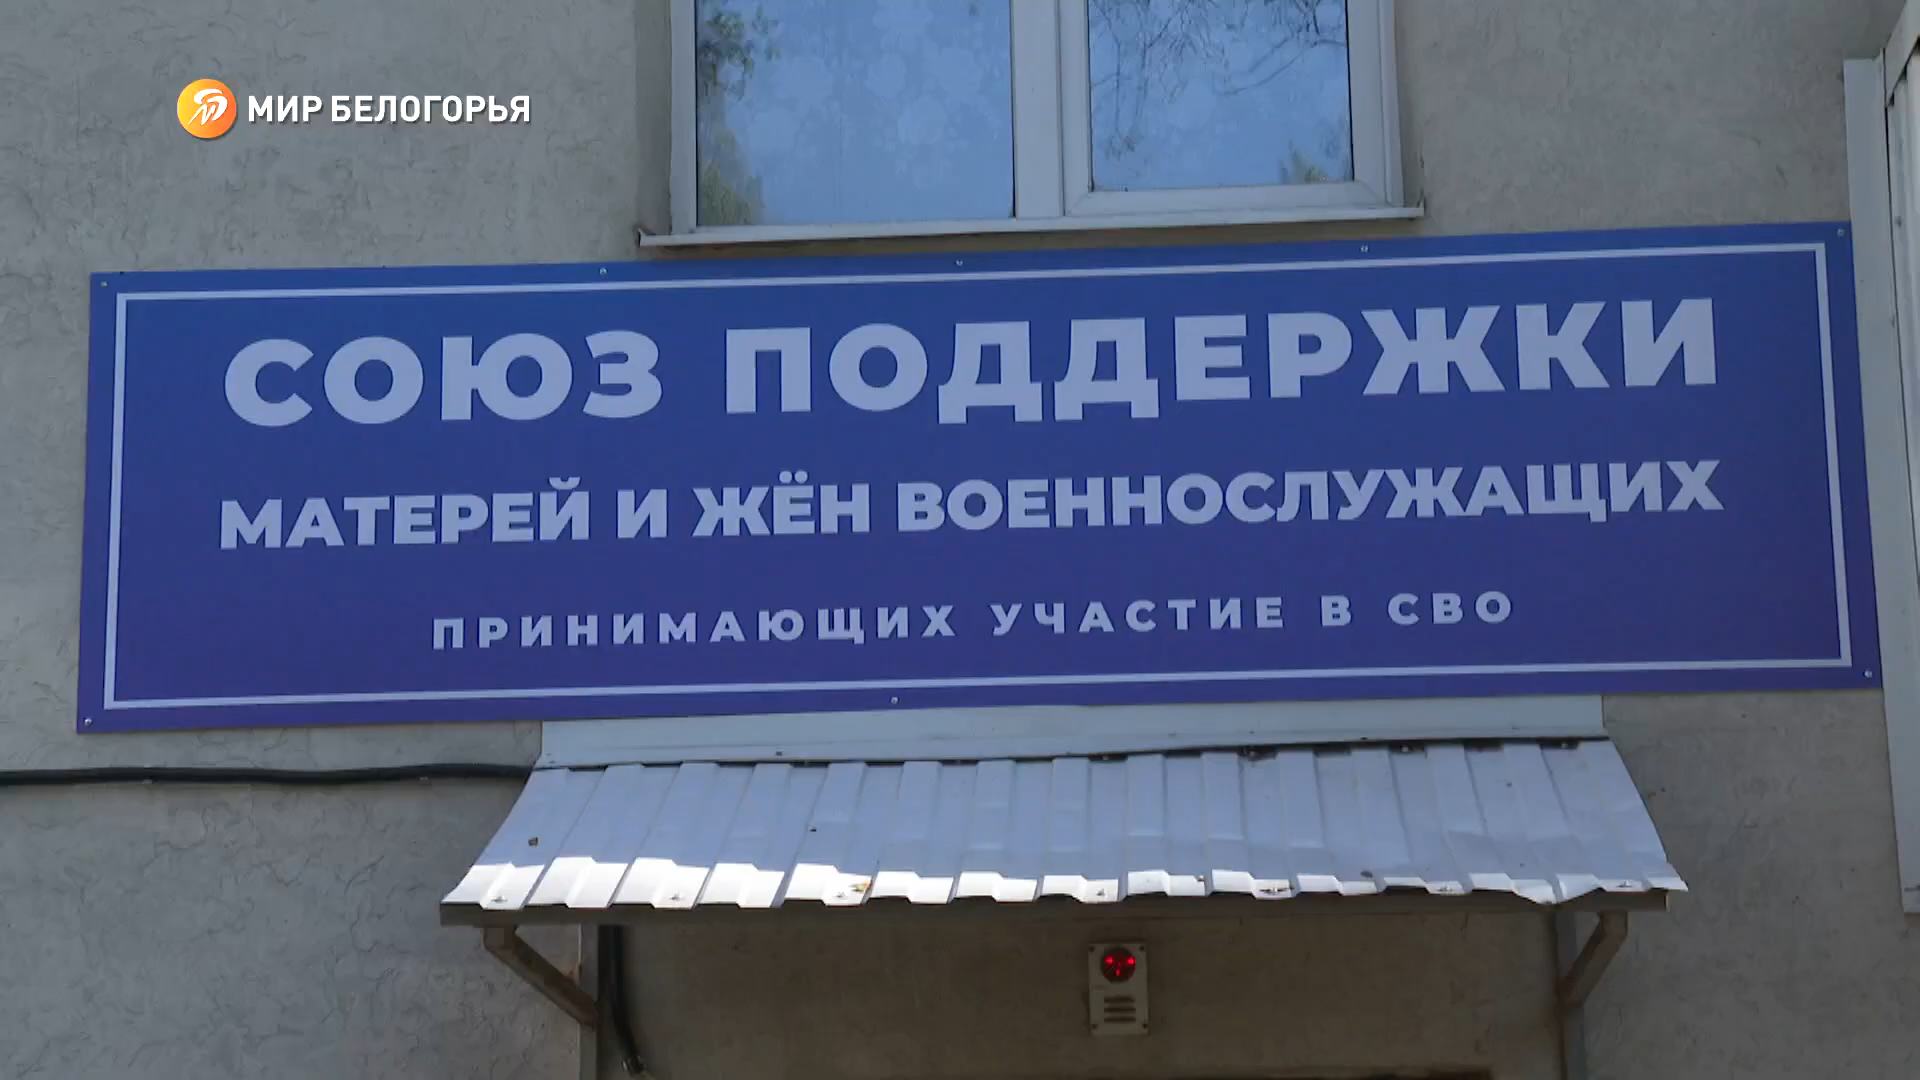 МИР БЕЛОГОРЬЯ
СОЮЗ ПОДДЕРЖКИ
МАТЕРЕЙ И ЖЁН ВОЕННОСЛУЖАЩИХ
ПРИНИМАЮЩИХ УЧАСТИЕ В СВО